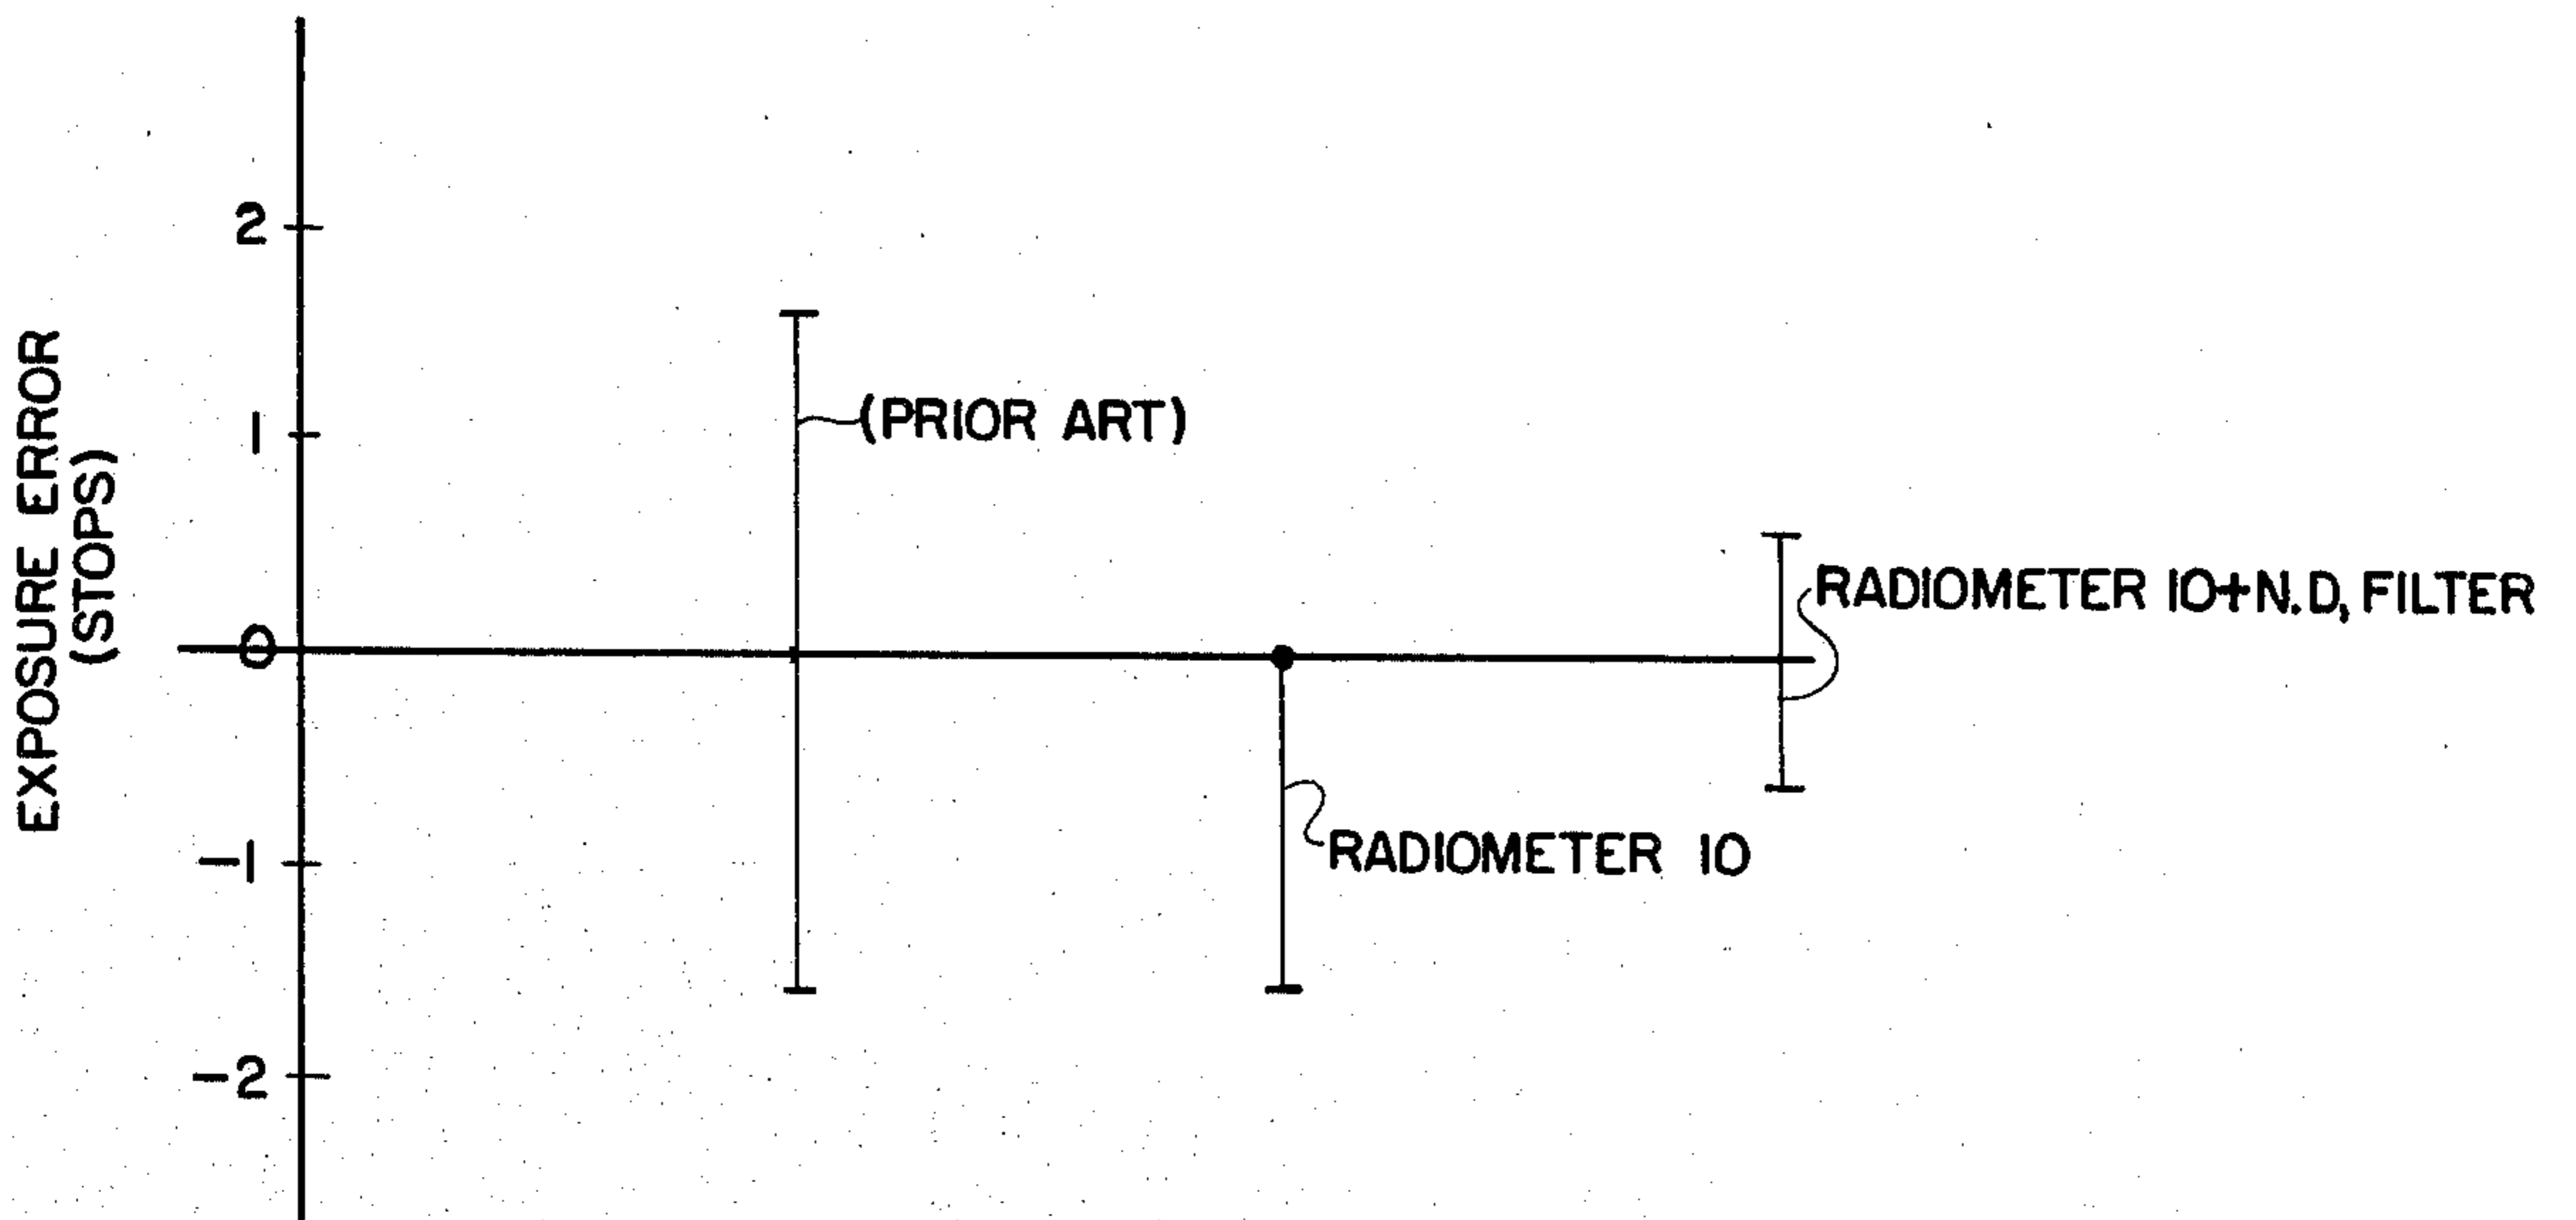 EXPOSURE ERROR
(STOPS)
2
1
0
-1
-2
(PRIOR ART)
RADIOMETER 10
RADIOMETER 10+N.D, FILTER